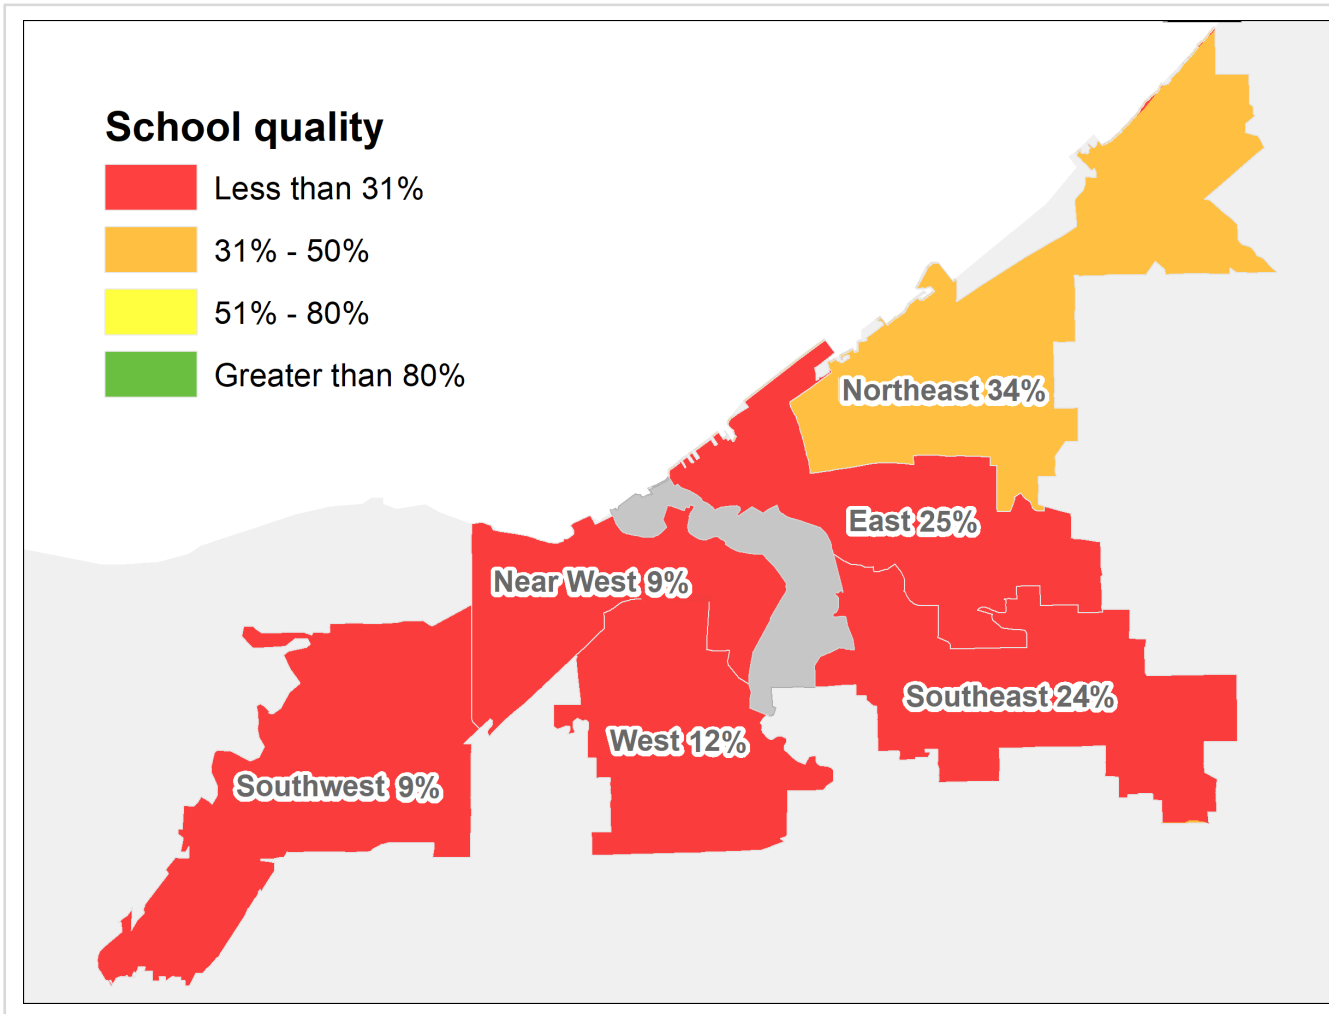 School quality
Less than 31%
31% - 50%
51% - 80%
Greater than 80%
Northeast 34%
East 25%
Near West 9%
Southeast 24%
West 12%
Southwest 9%